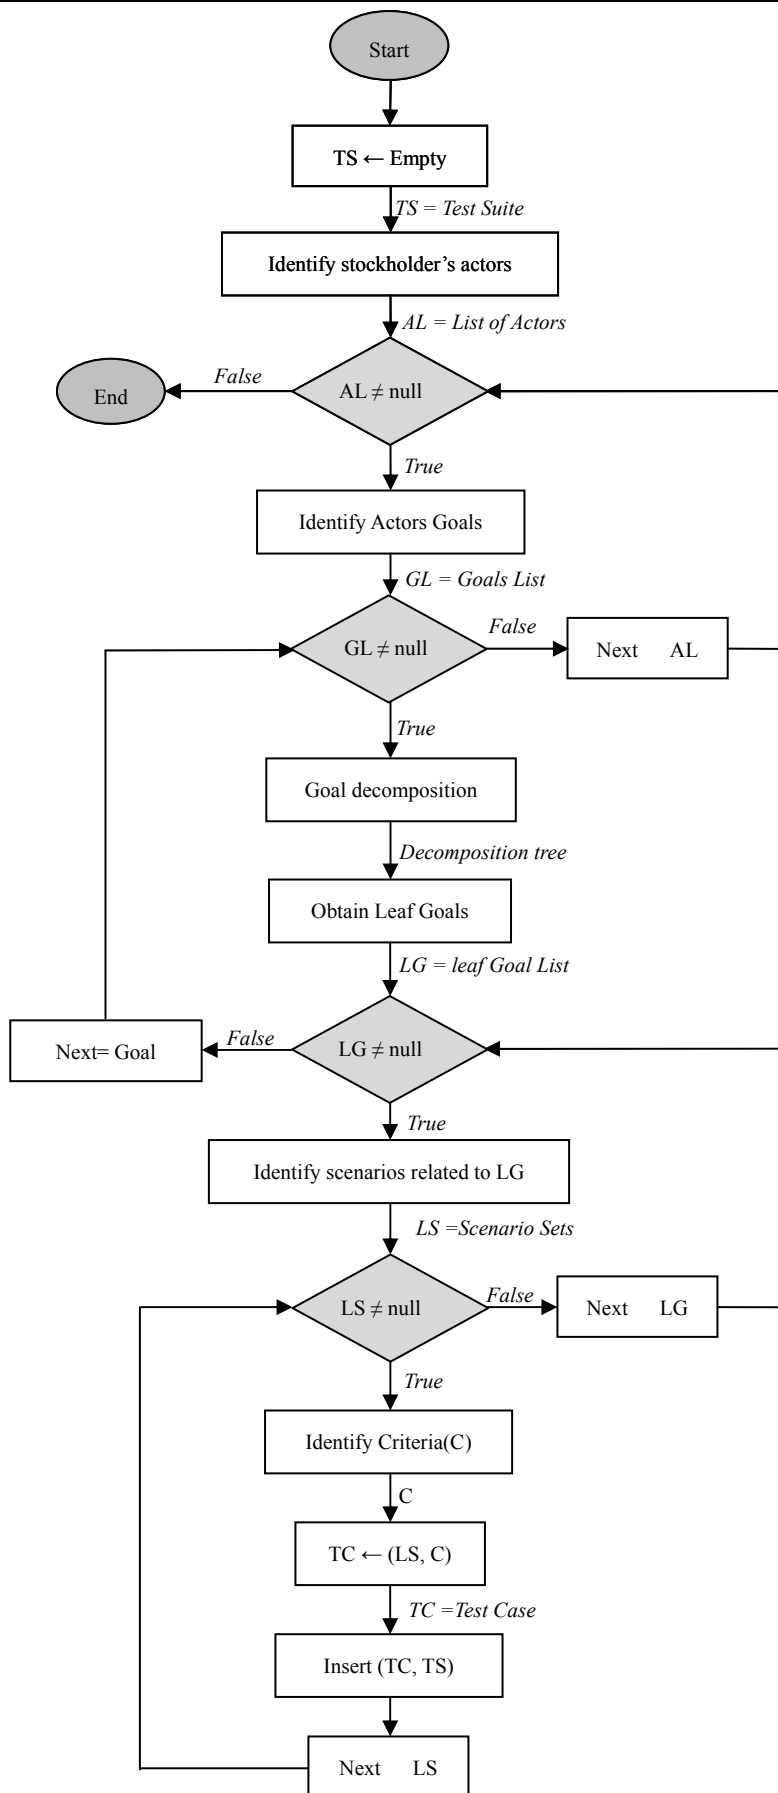 Start
TS ← Empty
TS = Test Suite
Identify stockholder’s actors
AL = List of Actors
End
False
AL ≠ null
True
Identify Actors Goals
GL = Goals List
GL ≠ null
False
Next AL
True
Goal decomposition
Decomposition tree
Obtain Leaf Goals
LG = leaf Goal List
Next= Goal
False
LG ≠ null
True
Identify scenarios related to LG
LS =Scenario Sets
LS ≠ null
False
Next LG
True
Identify Criteria(C)
C
TC ← (LS, C)
TC =Test Case
Insert (TC, TS)
Next LS